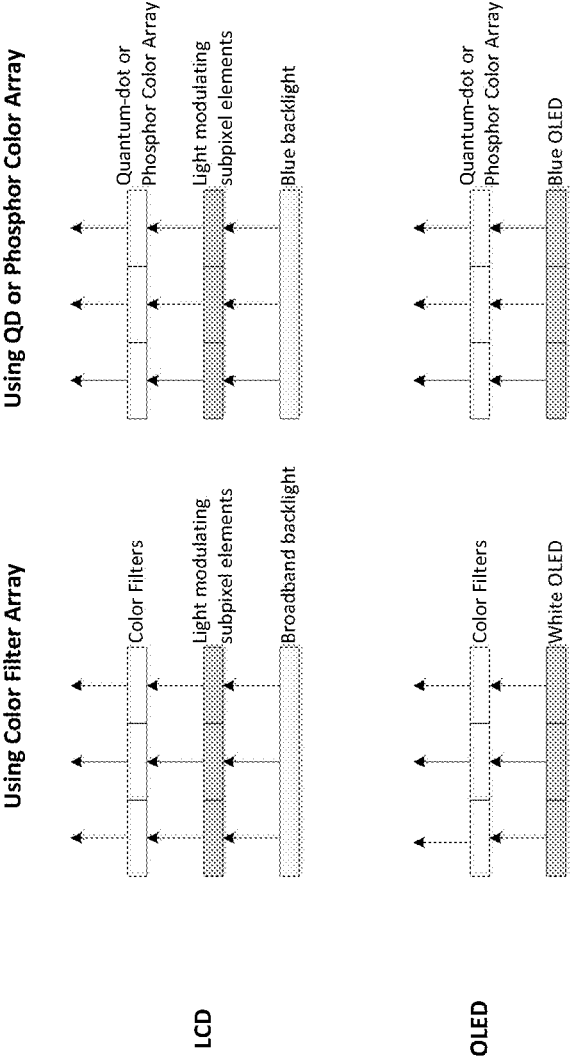 Using Color Filter Array
Using QD or Phosphor Color Array
LCD
Color Filters
Light modulating
subpixel elements
Broadband backlight
Quantum-dot or
Phosphor Color Array
Light modulating
subpixel elements
Blue backlight
OLED
Color Filters
White OLED
Quantum-dot or
Phosphor Color Array
Blue OLED